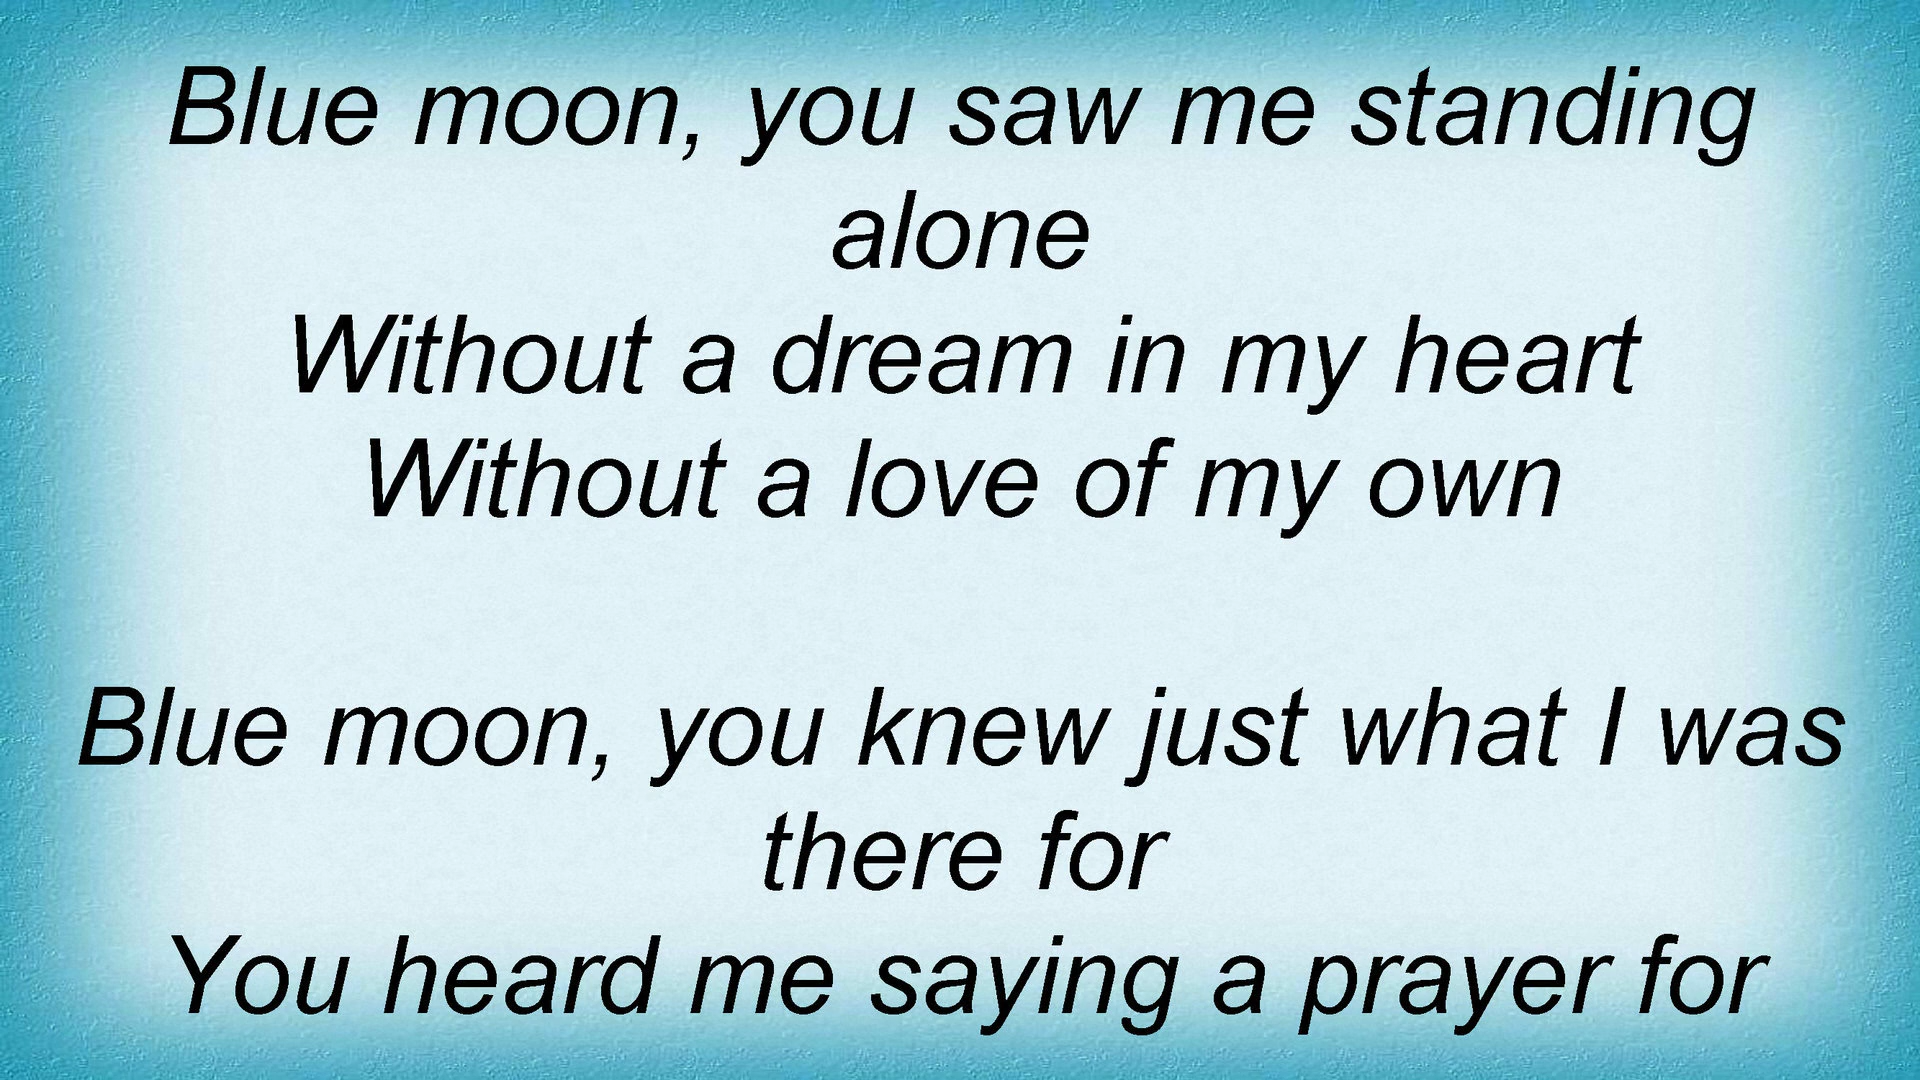 Blue moon, you saw me standing
alone
Without a dream in my heart
Without a love of my own
Blue moon, you knew just what I was
there for
You heard me saying a prayer for